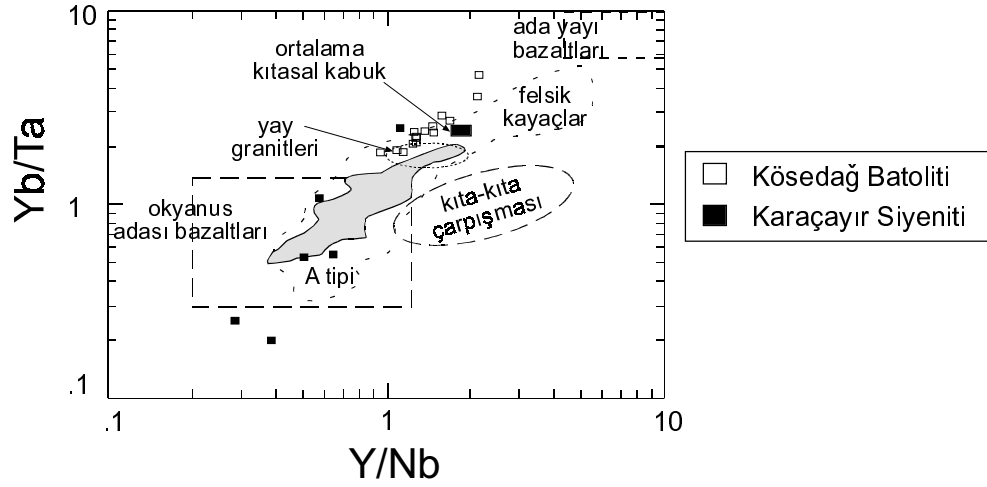 10
ada yayı
bazaltları
ortalama
kıtasal kabuk
felsik
kayaçlar
yay
granitleri
Yb/Ta
1
okyanus
adası bazaltları
kıta-kıta
çarpışması
A tipi
.1
.1
1
10
Y/Nb
Kösedağ Batoliti
Karaçayır Siyeniti